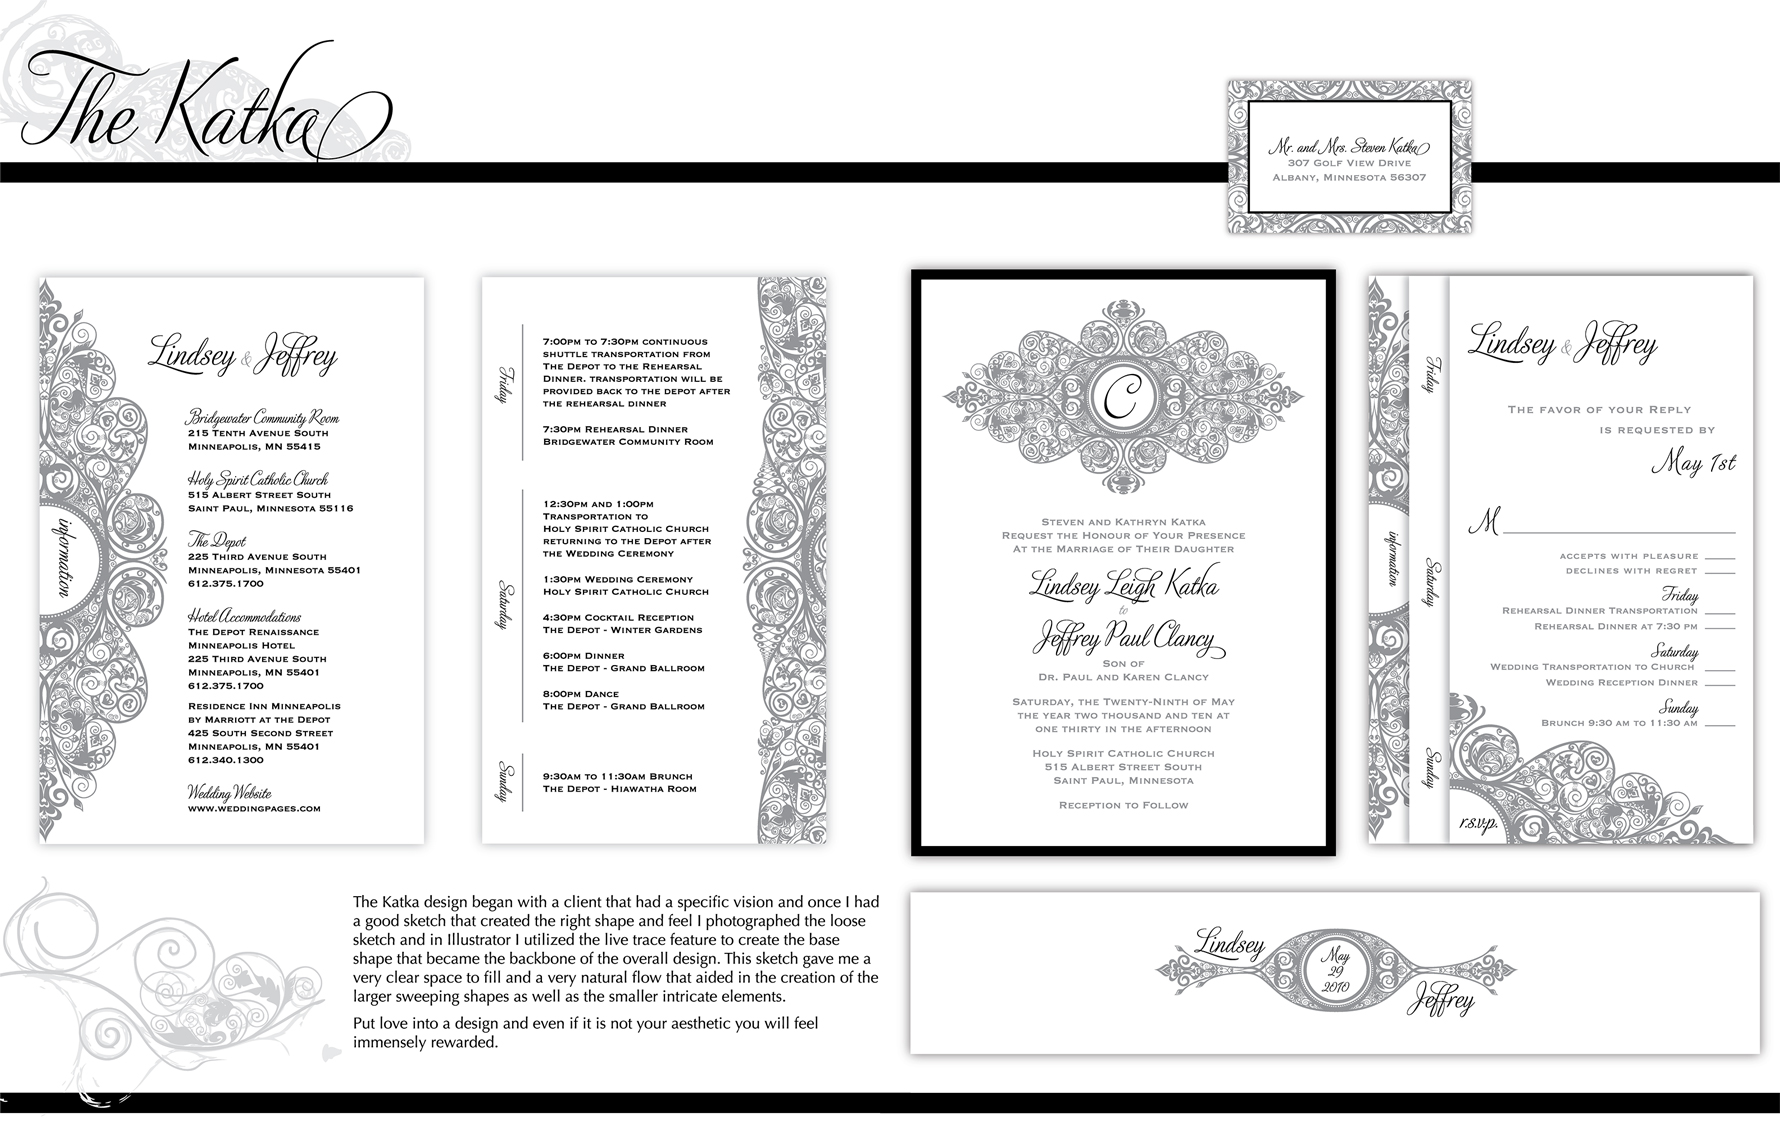 The Katka
Mr. and Mrs. Steven Katka
307 Golf View Drive
Albany, Minnesota 56307
Lindsey & Jeffrey
Bridgewater Community Room
215 Tenth Avenue South
Minneapolis, MN 55415
Holy Spirit Catholic Church
515 Albert Street South
Saint Paul, Minnesota 55116
The Depot
225 Third Avenue South
Minneapolis, Minnesota 55401
612.375.1700
Hotel Accommodations
The Depot Renaissance
Minneapolis Hotel
225 Third Avenue South
Minneapolis, MN 55401
612.375.1700
Residence Inn Minneapolis
by Marriott at the Depot
425 South Second Street
Minneapolis, MN 55401
612.340.1300
Wedding Website
www.weddingpages.com
information
Friday
7:00pm to 7:30pm continuous
shuttle transportation from
The Depot to the Rehearsal
Dinner. transportation will be
provided back to the depot after
the rehearsal dinner
7:30pm Rehearsal Dinner
Bridgewater Community Room
Saturday
12:30pm and 1:00pm
Transportation to
Holy Spirit Catholic Church
returning to the Depot after
the Wedding Ceremony
1:30pm Wedding Ceremony
Holy Spirit Catholic Church
4:30pm Cocktail Reception
The Depot - Winter Gardens
6:00pm Dinner
The Depot - Grand Ballroom
8:00pm Dance
The Depot - Grand Ballroom
Sunday
9:30am to 11:30am Brunch
The Depot - Hiawatha Room
C
Steven and Kathryn Katka
Request the Honour of Your Presence
At the Marriage of Their Daughter
Lindsey Leigh Katka
to
Jeffrey Paul Clancy
Son of
Dr. Paul and Karen Clancy
Saturday, the Twenty-Ninth of May
the year two thousand and ten at
one thirty in the afternoon
Holy Spirit Catholic Church
515 Albert Street South
Saint Paul, Minnesota
Reception to Follow
information
Friday
Saturday
Sunday
Lindsey & Jeffrey
The favor of your Reply
is requested by
May 1st
M
accepts with pleasure
declines with regret
Friday
Rehearsal Dinner Transportation
Rehearsal Dinner at 7:30 pm
Saturday
Wedding Transportation to Church
Wedding Reception Dinner
Sunday
Brunch 9:30 am to 11:30 am
r.s.v.p.
The Katka design began with a client that had a specific vision and once I had
a good sketch that created the right shape and feel I photographed the loose
sketch and in Illustrator I utilized the live trace feature to create the base
shape that became the backbone of the overall design. This sketch gave me a
very clear space to fill and a very natural flow that aided in the creation of the
larger sweeping shapes as well as the smaller intricate elements.
Put love into a design and even if it is not your aesthetic you will feel
immensely rewarded.
Lindsey
May
29
2010
Jeffrey